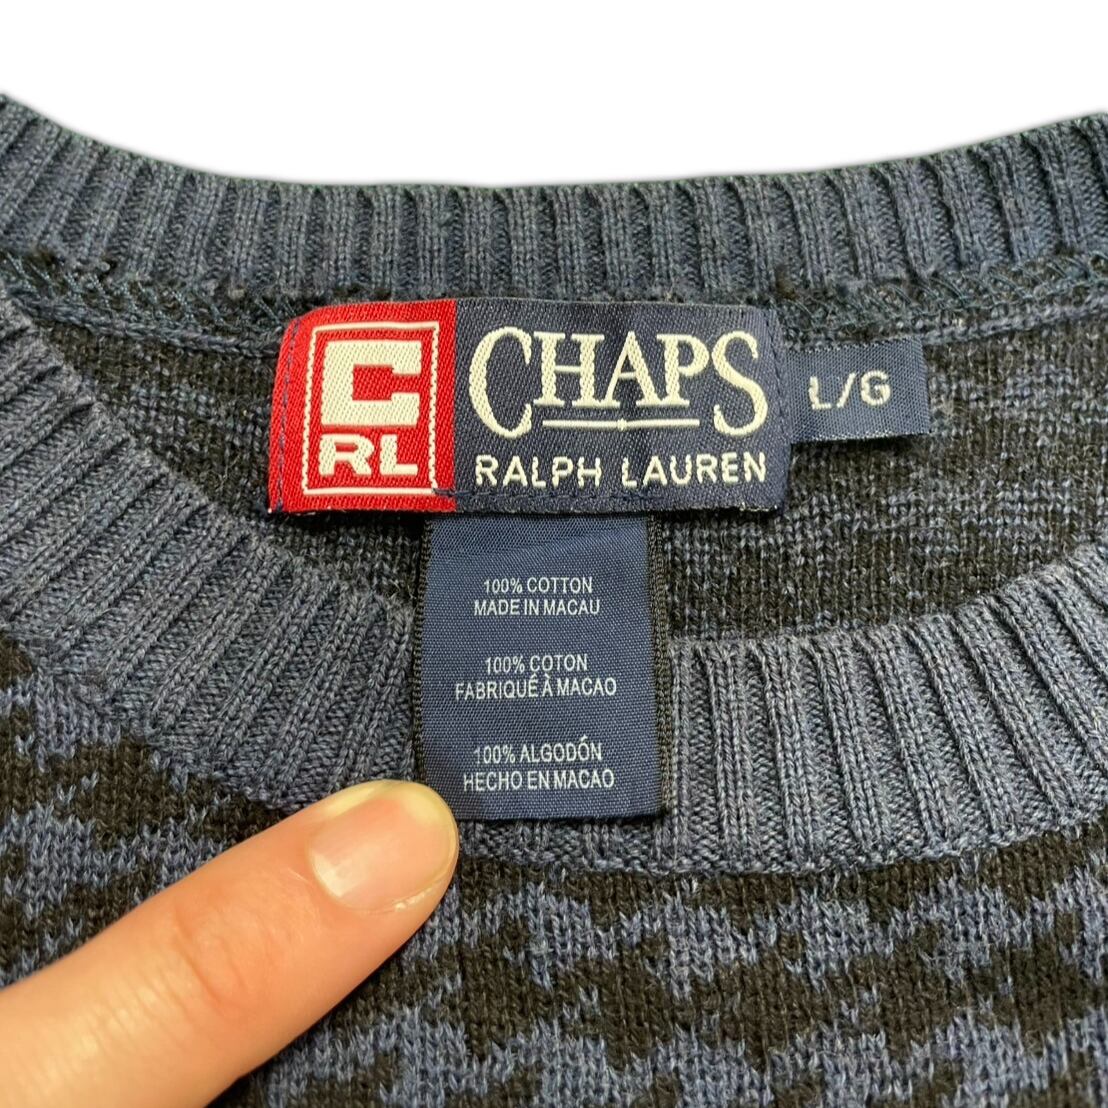 C
RL
CHAPS
RALPH LAUREN
L/G
100% COTTON
MADE IN MACAU
100% COTON
FABRIQUÉ À MACAO
100% ALGODÓN
HECHO EN MACAO